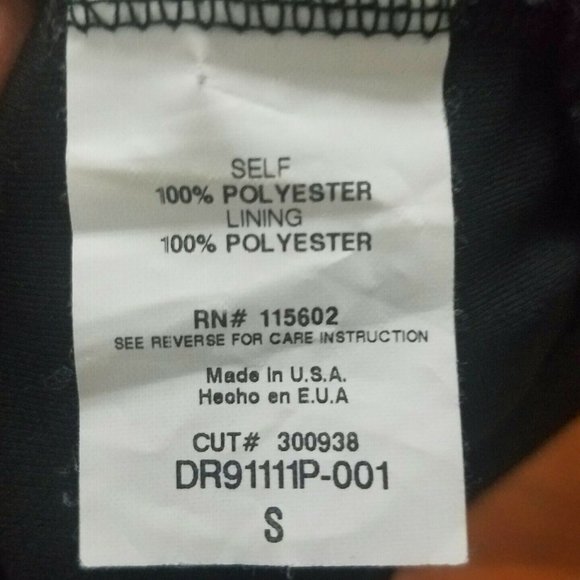 SELF
100% POLYESTER
LINING
100% POLYESTER
RN# 115602
SEE REVERSE FOR CARE INSTRUCTION
Made In U.S.A.
Hecho en E.U.A
CUT# 300938
DR91111P-001
S